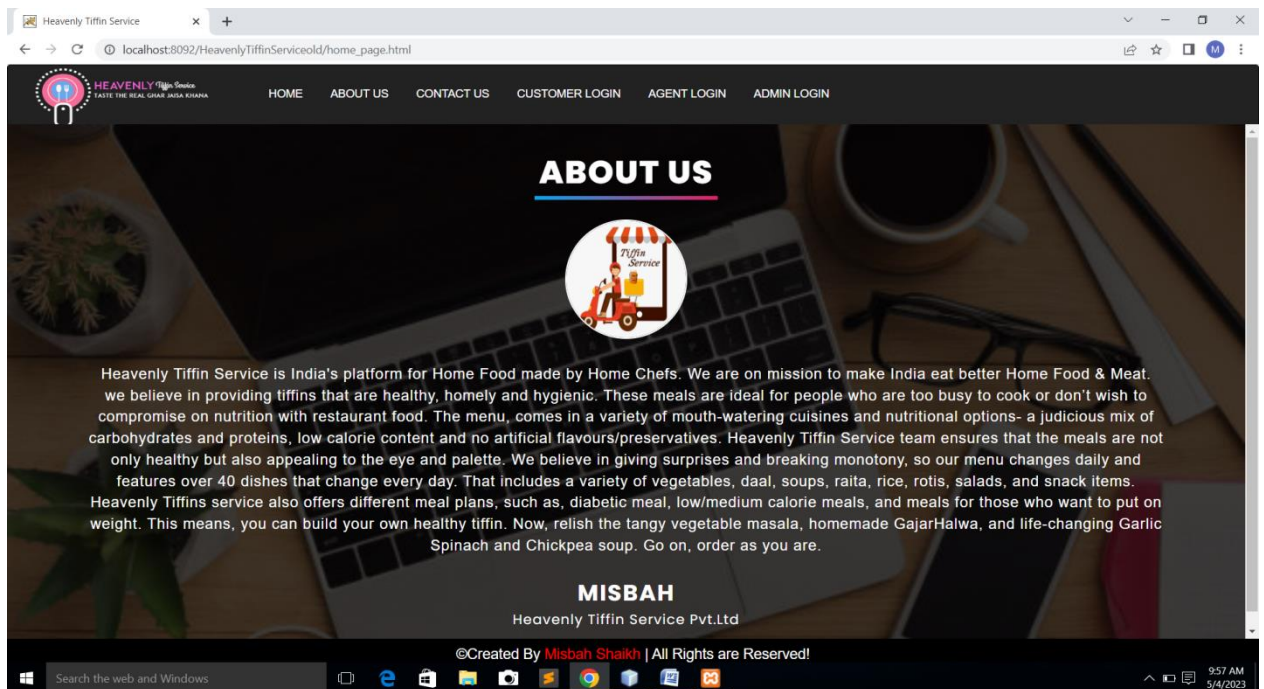 Heavenly Tiffin Service
localhost:8092/HeavenlyTiffinServiceold/home_page.html
M
HEAVENLY Tiffin Service
TASTE THE REAL GHAR JAISA KHANA
HOME ABOUT US CONTACT US CUSTOMER LOGIN AGENT LOGIN ADMIN LOGIN
ABOUT US
Tiffin
Service
Heavenly Tiffin Service is India's platform for Home Food made by Home Chefs. We are on mission to make India eat better Home Food & Meat.
we believe in providing tiffins that are healthy, homely and hygienic. These meals are ideal for people who are too busy to cook or don't wish to
compromise on nutrition with restaurant food. The menu, comes in a variety of mouth-watering cuisines and nutritional options- a judicious mix of
carbohydrates and proteins, low calorie content and no artificial flavours/preservatives. Heavenly Tiffin Service team ensures that the meals are not
only healthy but also appealing to the eye and palette. We believe in giving surprises and breaking monotony, so our menu changes daily and
features over 40 dishes that change every day. That includes a variety of vegetables, daal, soups, raita, rice, rotis, salads, and snack items.
Heavenly Tiffins service also offers different meal plans, such as, diabetic meal, low/medium calorie meals, and meals for those who want to put on
weight. This means, you can build your own healthy tiffin. Now, relish the tangy vegetable masala, homemade GajarHalwa, and life-changing Garlic
Spinach and Chickpea soup. Go on, order as you are.
MISBAH
Heavenly Tiffin Service Pvt.Ltd
©Created By Misbah Shaikh | All Rights are Reserved!
Search the web and Windows
9:57 AM
5/4/2023